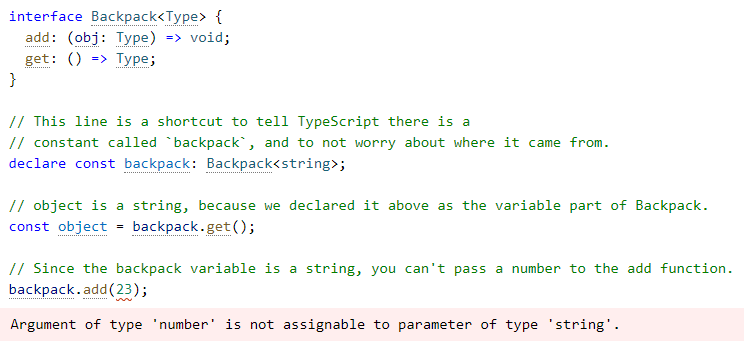 interface Backpack<Type> {
  add: (obj: Type) => void;
  get: () => Type;
}
// This line is a shortcut to tell TypeScript there is a
// constant called `backpack`, and to not worry about where it came from.
declare const backpack: Backpack<string>;
// object is a string, because we declared it above as the variable part of Backpack.
const object = backpack.get();
// Since the backpack variable is a string, you can't pass a number to the add function.
backpack.add(23);
Argument of type 'number' is not assignable to parameter of type 'string'.